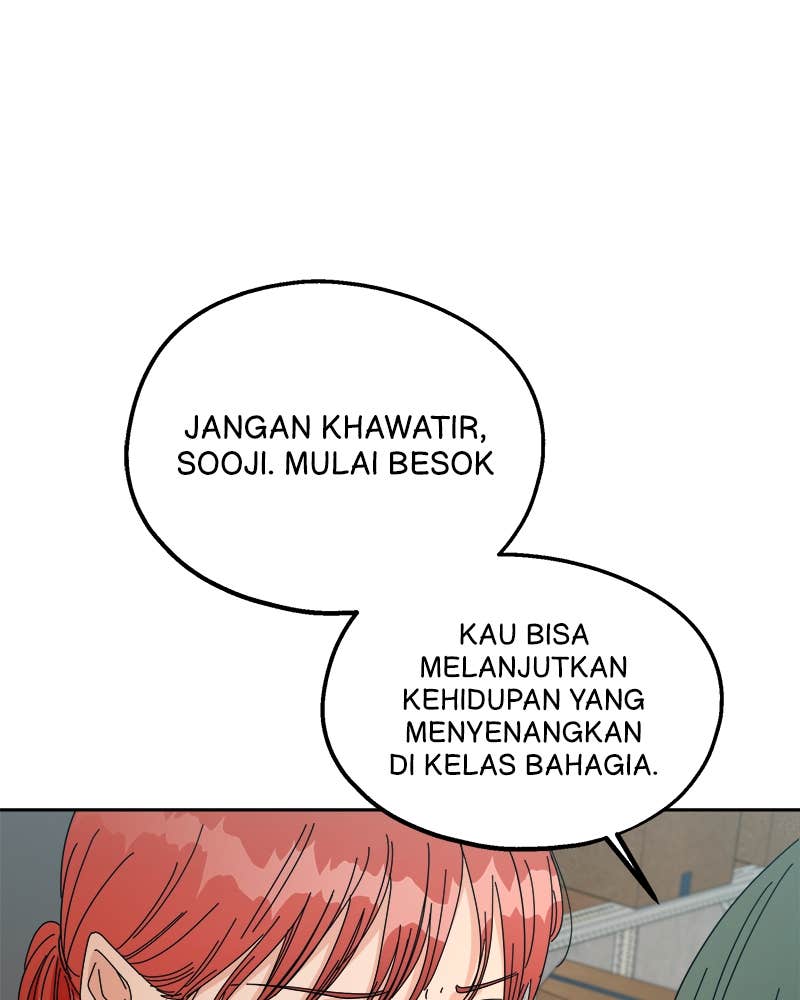 JANGAN KHAWATIR,
SOOJI. MULAI BESOK
KAU BISA
MELANJUTKAN
KEHIDUPAN YANG
MENYENANGKAN
DI KELAS BAHAGIA.